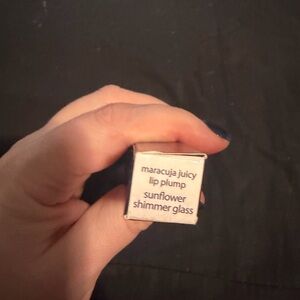 maracuja juicy
lip plump
sunflower
shimmer glass